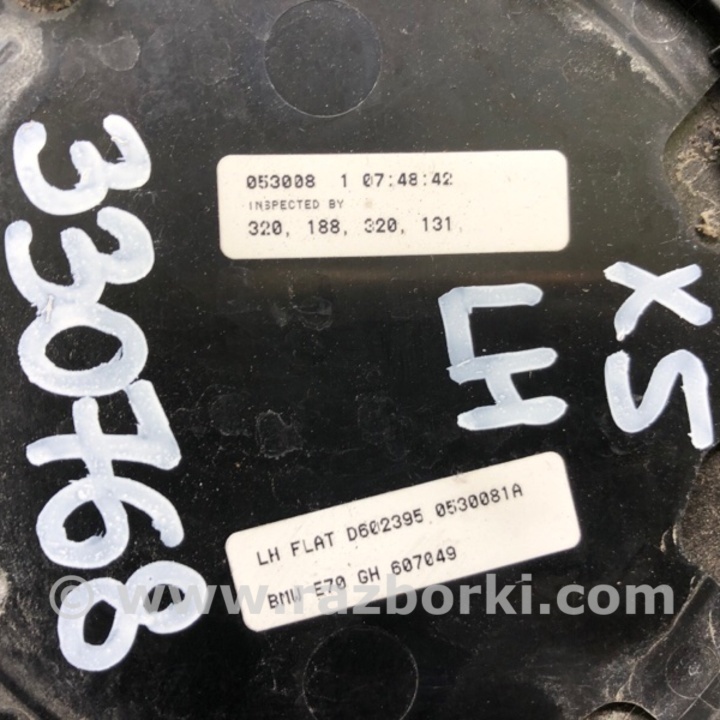 330768
053008 1 07:48:42
INSPECTED BY
320, 188, 320, 131,
LH
X5
LH FLAT D602395 0530081A
BMW E70 GH 607049
© www.razborki.com